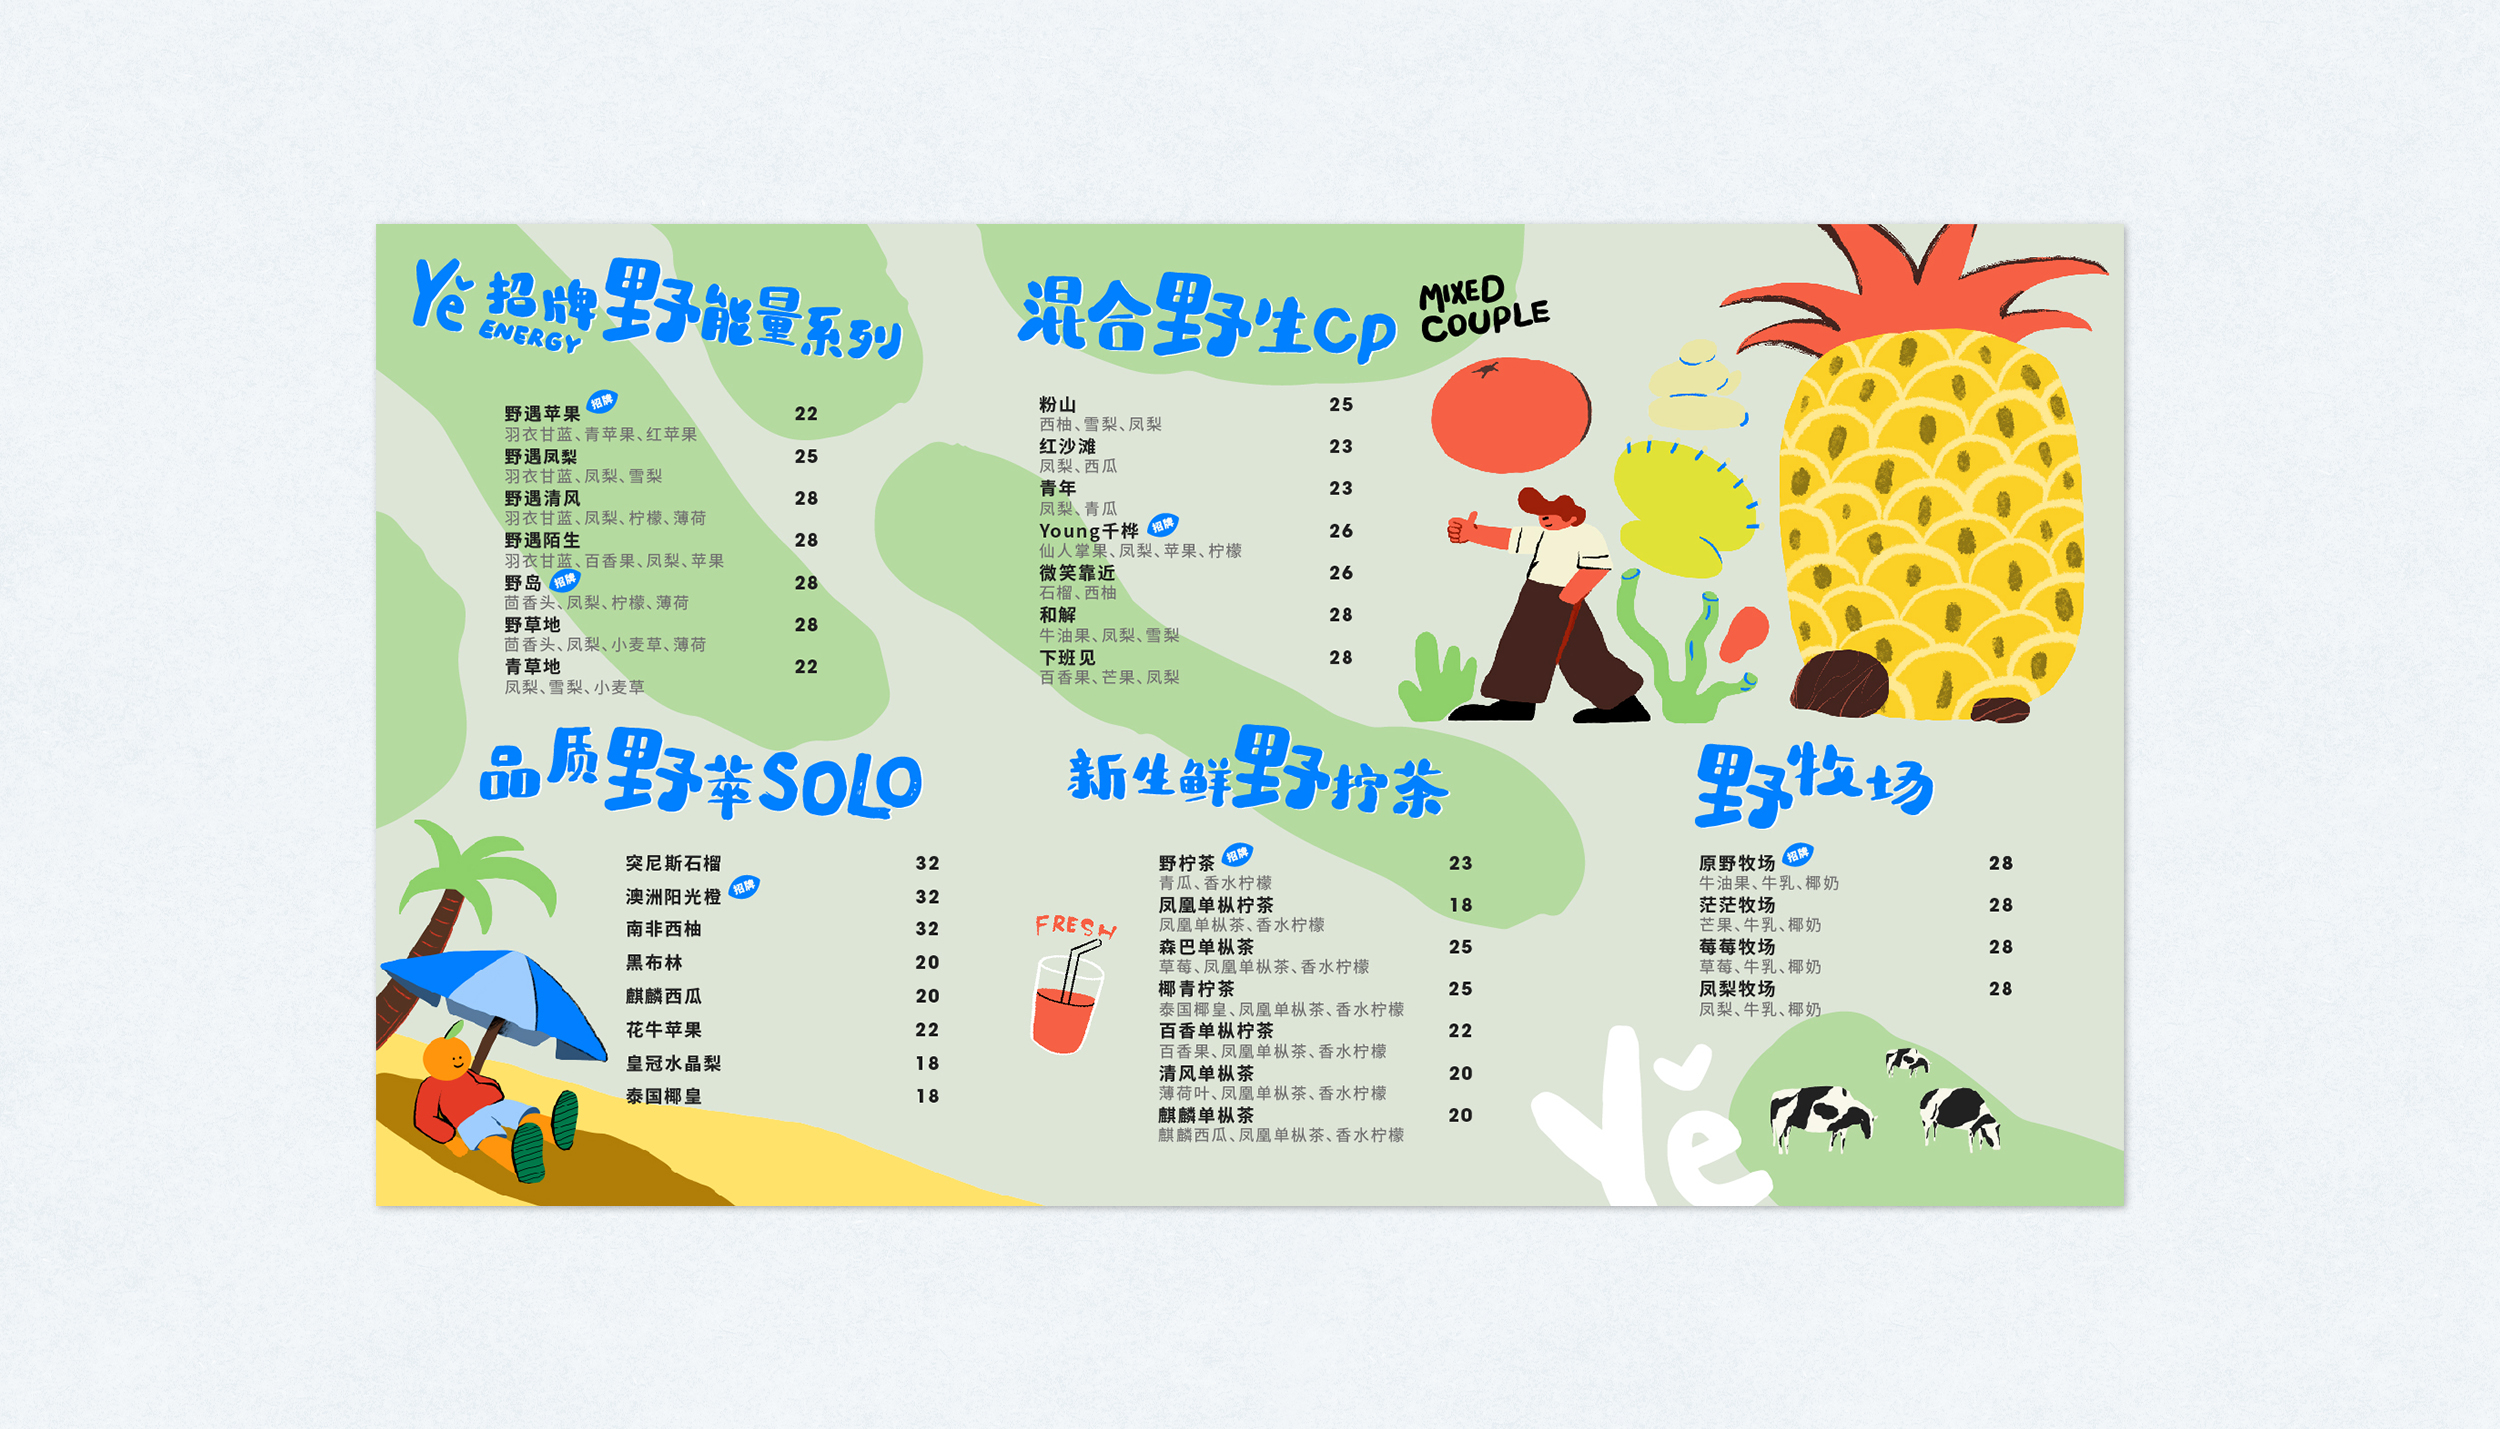 Yè 招牌野能量系列
ENERGY
野遇苹果 招牌 22
羽衣甘蓝、青苹果、红苹果
野遇凤梨 25
羽衣甘蓝、凤梨、雪梨
野遇清风 28
羽衣甘蓝、凤梨、柠檬、薄荷
野遇陌生 28
羽衣甘蓝、百香果、凤梨、苹果
野岛 招牌 28
茴香头、凤梨、柠檬、薄荷
野草地 28
茴香头、凤梨、小麦草、薄荷
青草地 22
凤梨、雪梨、小麦草
混合野生Cp
MIXED
COUPLE
粉山 25
西柚、雪梨、凤梨
红沙滩 23
凤梨、西瓜
青年 23
凤梨、青瓜
Young千桦 招牌 26
仙人掌果、凤梨、苹果、柠檬
微笑靠近 26
石榴、西柚
和解 28
牛油果、凤梨、雪梨
下班见 28
百香果、芒果、凤梨
品质野萃SOLO
突尼斯石榴 32
澳洲阳光橙 招牌 32
南非西柚 32
黑布林 20
麒麟西瓜 20
花牛苹果 22
皇冠水晶梨 18
泰国椰皇 18
新生鲜野柠茶
FRESH
野柠茶 招牌 23
青瓜、香水柠檬
凤凰单枞柠茶 18
凤凰单枞茶、香水柠檬
森巴单枞茶 25
草莓、凤凰单枞茶、香水柠檬
椰青柠茶 25
泰国椰皇、凤凰单枞茶、香水柠檬
百香单枞柠茶 22
百香果、凤凰单枞茶、香水柠檬
清风单枞茶 20
薄荷叶、凤凰单枞茶、香水柠檬
麒麟单枞茶 20
麒麟西瓜、凤凰单枞茶、香水柠檬
野牧场
原野牧场 招牌 28
牛油果、牛乳、椰奶
茫茫牧场 28
芒果、牛乳、椰奶
莓莓牧场 28
草莓、牛乳、椰奶
凤梨牧场 28
凤梨、牛乳、椰奶
Yè